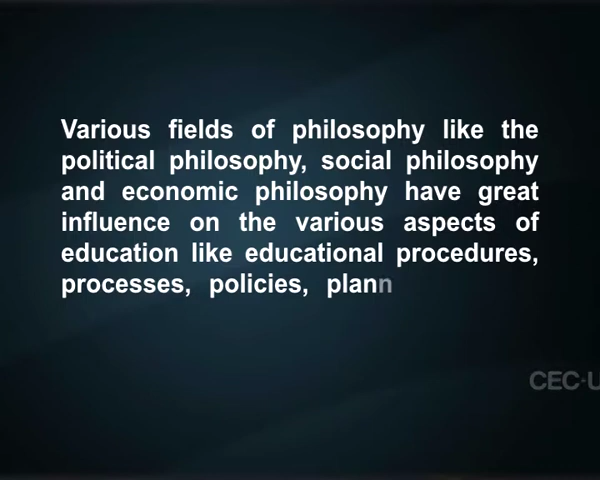 Various fields of philosophy like the
political philosophy, social philosophy
and economic philosophy have great
influence on the various aspects of
education like educational procedures,
processes, policies, plann
CEC-U